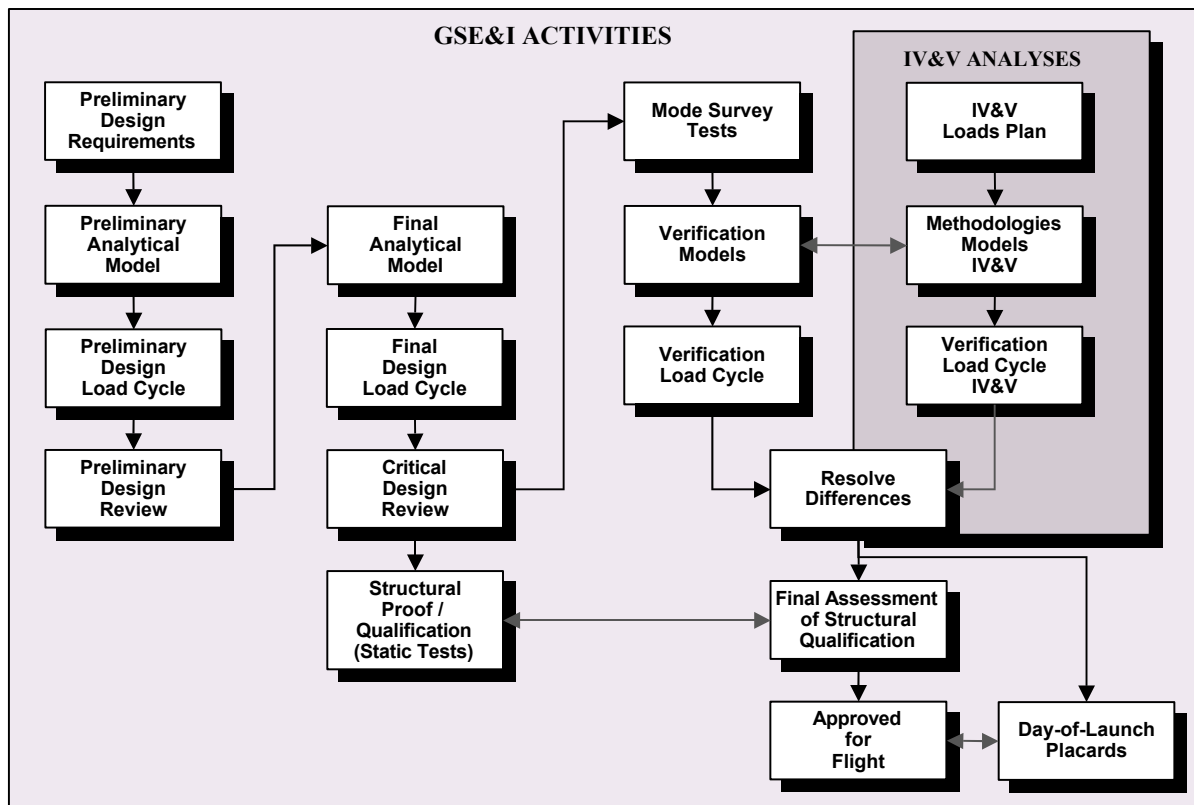 GSE&I ACTIVITIES
IV&V ANALYSES
Preliminary
Design
Requirements
Preliminary
Analytical
Model
Preliminary
Design
Load Cycle
Preliminary
Design
Review
Final
Analytical
Model
Final
Design
Load Cycle
Critical
Design
Review
Structural
Proof /
Qualification
(Static Tests)
Mode Survey
Tests
Verification
Models
Verification
Load Cycle
IV&V
Loads Plan
Methodologies
Models
IV&V
Verification
Load Cycle
IV&V
Resolve
Differences
Final Assessment
of Structural
Qualification
Approved
for
Flight
Day-of-Launch
Placards